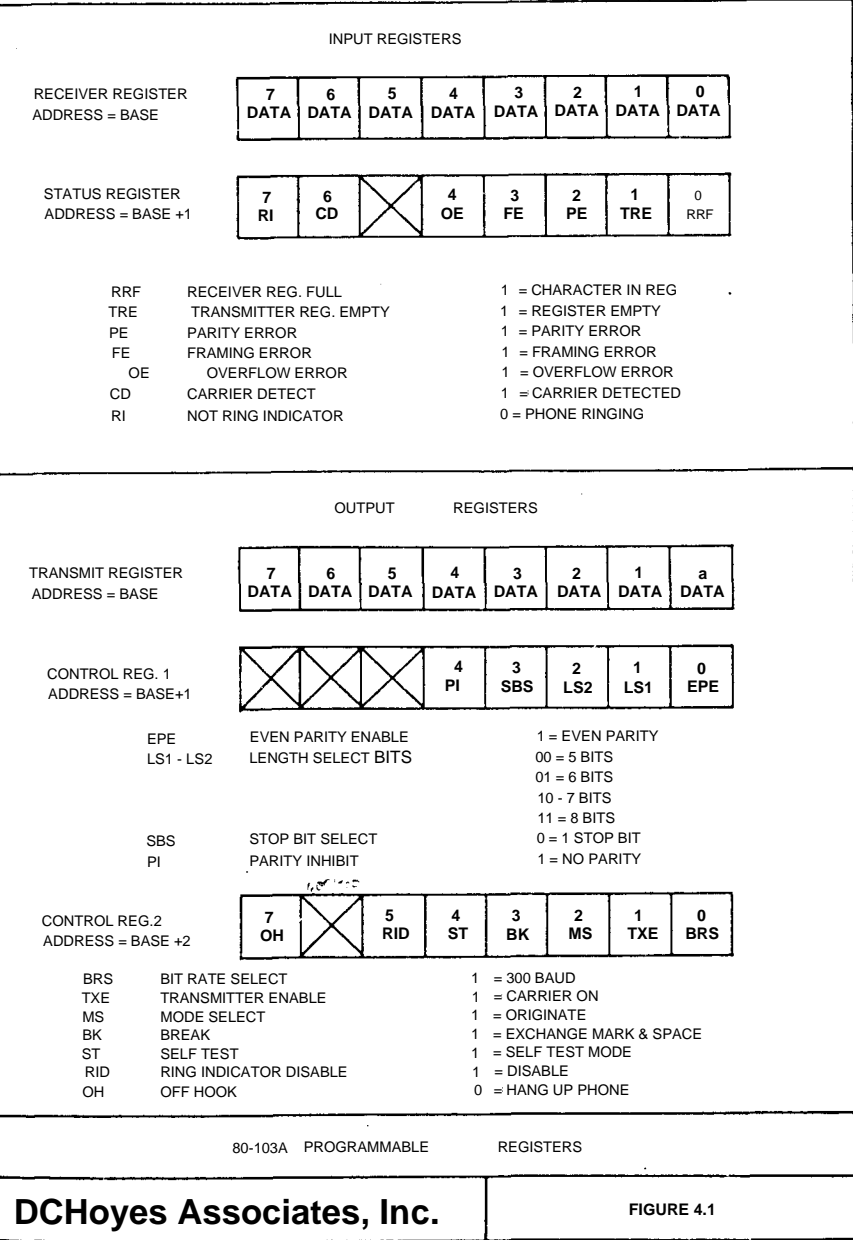 INPUT REGISTERS
RECEIVER REGISTER
ADDRESS = BASE
7 6 5 4 3 2 1 0
DATA DATA DATA DATA DATA DATA DATA DATA
STATUS REGISTER
ADDRESS = BASE +1
7 6 4 3 2 1 0
RI CD OE FE PE TRE RRF
RRF RECEIVER REG. FULL 1 = CHARACTER IN REG
TRE TRANSMITTER REG. EMPTY 1 = REGISTER EMPTY
PE PARITY ERROR 1 = PARITY ERROR
FE FRAMING ERROR 1 = FRAMING ERROR
OE OVERFLOW ERROR 1 = OVERFLOW ERROR
CD CARRIER DETECT 1 = CARRIER DETECTED
RI NOT RING INDICATOR 0 = PHONE RINGING
OUTPUT REGISTERS
TRANSMIT REGISTER
ADDRESS = BASE
7 6 5 4 3 2 1 a
DATA DATA DATA DATA DATA DATA DATA DATA
CONTROL REG. 1
ADDRESS = BASE+1
4 3 2 1 0
PI SBS LS2 LS1 EPE
EPE EVEN PARITY ENABLE 1 = EVEN PARITY
LS1 - LS2 LENGTH SELECT BITS 00 = 5 BITS
01 = 6 BITS
10 - 7 BITS
11 = 8 BITS
SBS STOP BIT SELECT 0 = 1 STOP BIT
PI PARITY INHIBIT 1 = NO PARITY
CONTROL REG.2
ADDRESS = BASE +2
7 5 4 3 2 1 0
OH RID ST BK MS TXE BRS
BRS BIT RATE SELECT 1 = 300 BAUD
TXE TRANSMITTER ENABLE 1 = CARRIER ON
MS MODE SELECT 1 = ORIGINATE
BK BREAK 1 = EXCHANGE MARK & SPACE
ST SELF TEST 1 = SELF TEST MODE
RID RING INDICATOR DISABLE 1 = DISABLE
OH OFF HOOK 0 = HANG UP PHONE
80-103A PROGRAMMABLE REGISTERS
DCHoyes Associates, Inc.
FIGURE 4.1